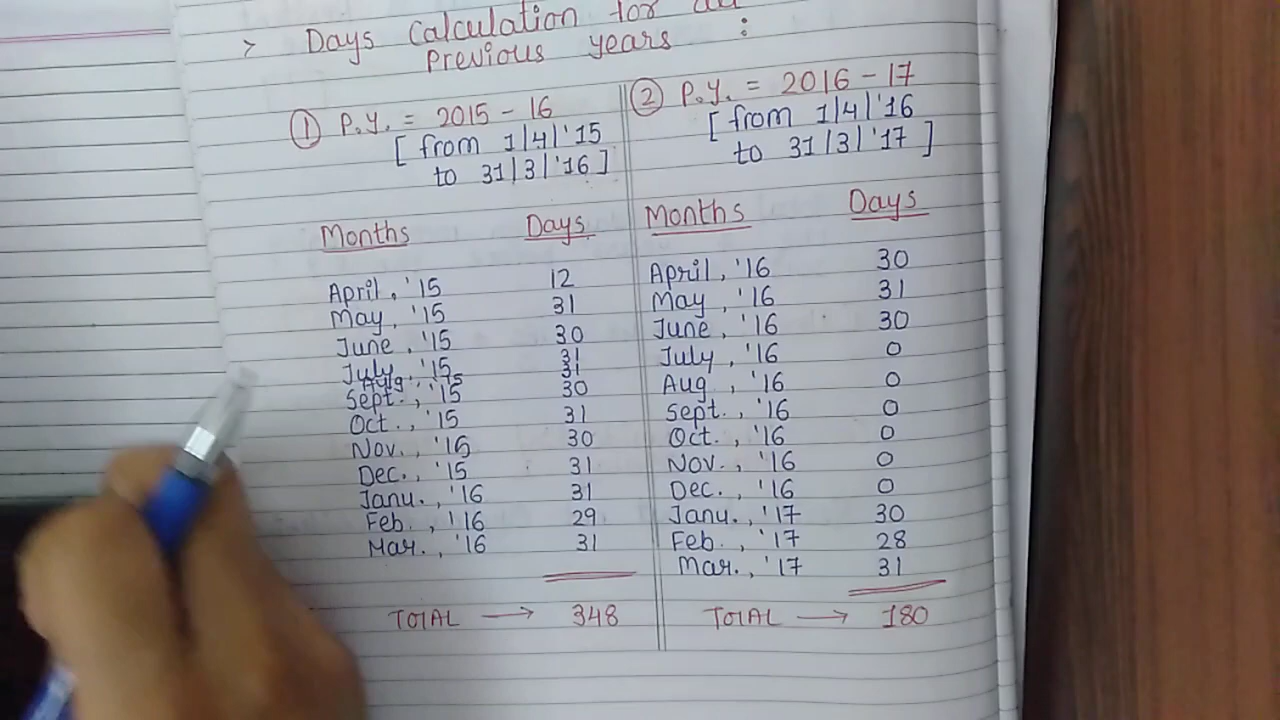 > Days Calculation for all
previous years :
① P.Y. = 2015 - 16
[ from 1/4/'15
to 31/3/'16 ]
Months Days
April, '15 12
May, '15 31
June, '15 30
July, '15 31
Aug., '15 31
Sept., '15 30
Oct., '15 31
Nov., '15 30
Dec., '15 31
Janu., '16 31
Feb., '16 29
Mar., '16 31
TOTAL → 348
② P.Y. = 2016 - 17
[ from 1/4/'16
to 31/3/'17 ]
Months Days
April, '16 30
May, '16 31
June, '16 30
July, '16 0
Aug, '16 0
Sept., '16 0
Oct., '16 0
Nov., '16 0
Dec., '16 0
Janu., '17 30
Feb., '17 28
Mar., '17 31
TOTAL → 180